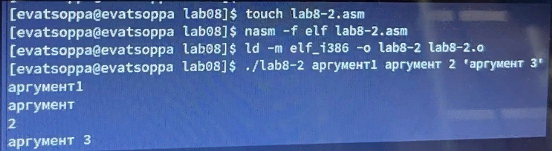 [evatsoppa@evatsoppa lab08]$ touch lab8-2.asm
[evatsoppa@evatsoppa lab08]$ nasm -f elf lab8-2.asm
[evatsoppa@evatsoppa lab08]$ ld -m elf_i386 -o lab8-2 lab8-2.o
[evatsoppa@evatsoppa lab08]$ ./lab8-2 аргумент1 аргумент 2 'аргумент 3'
аргумент1
аргумент
2
аргумент 3